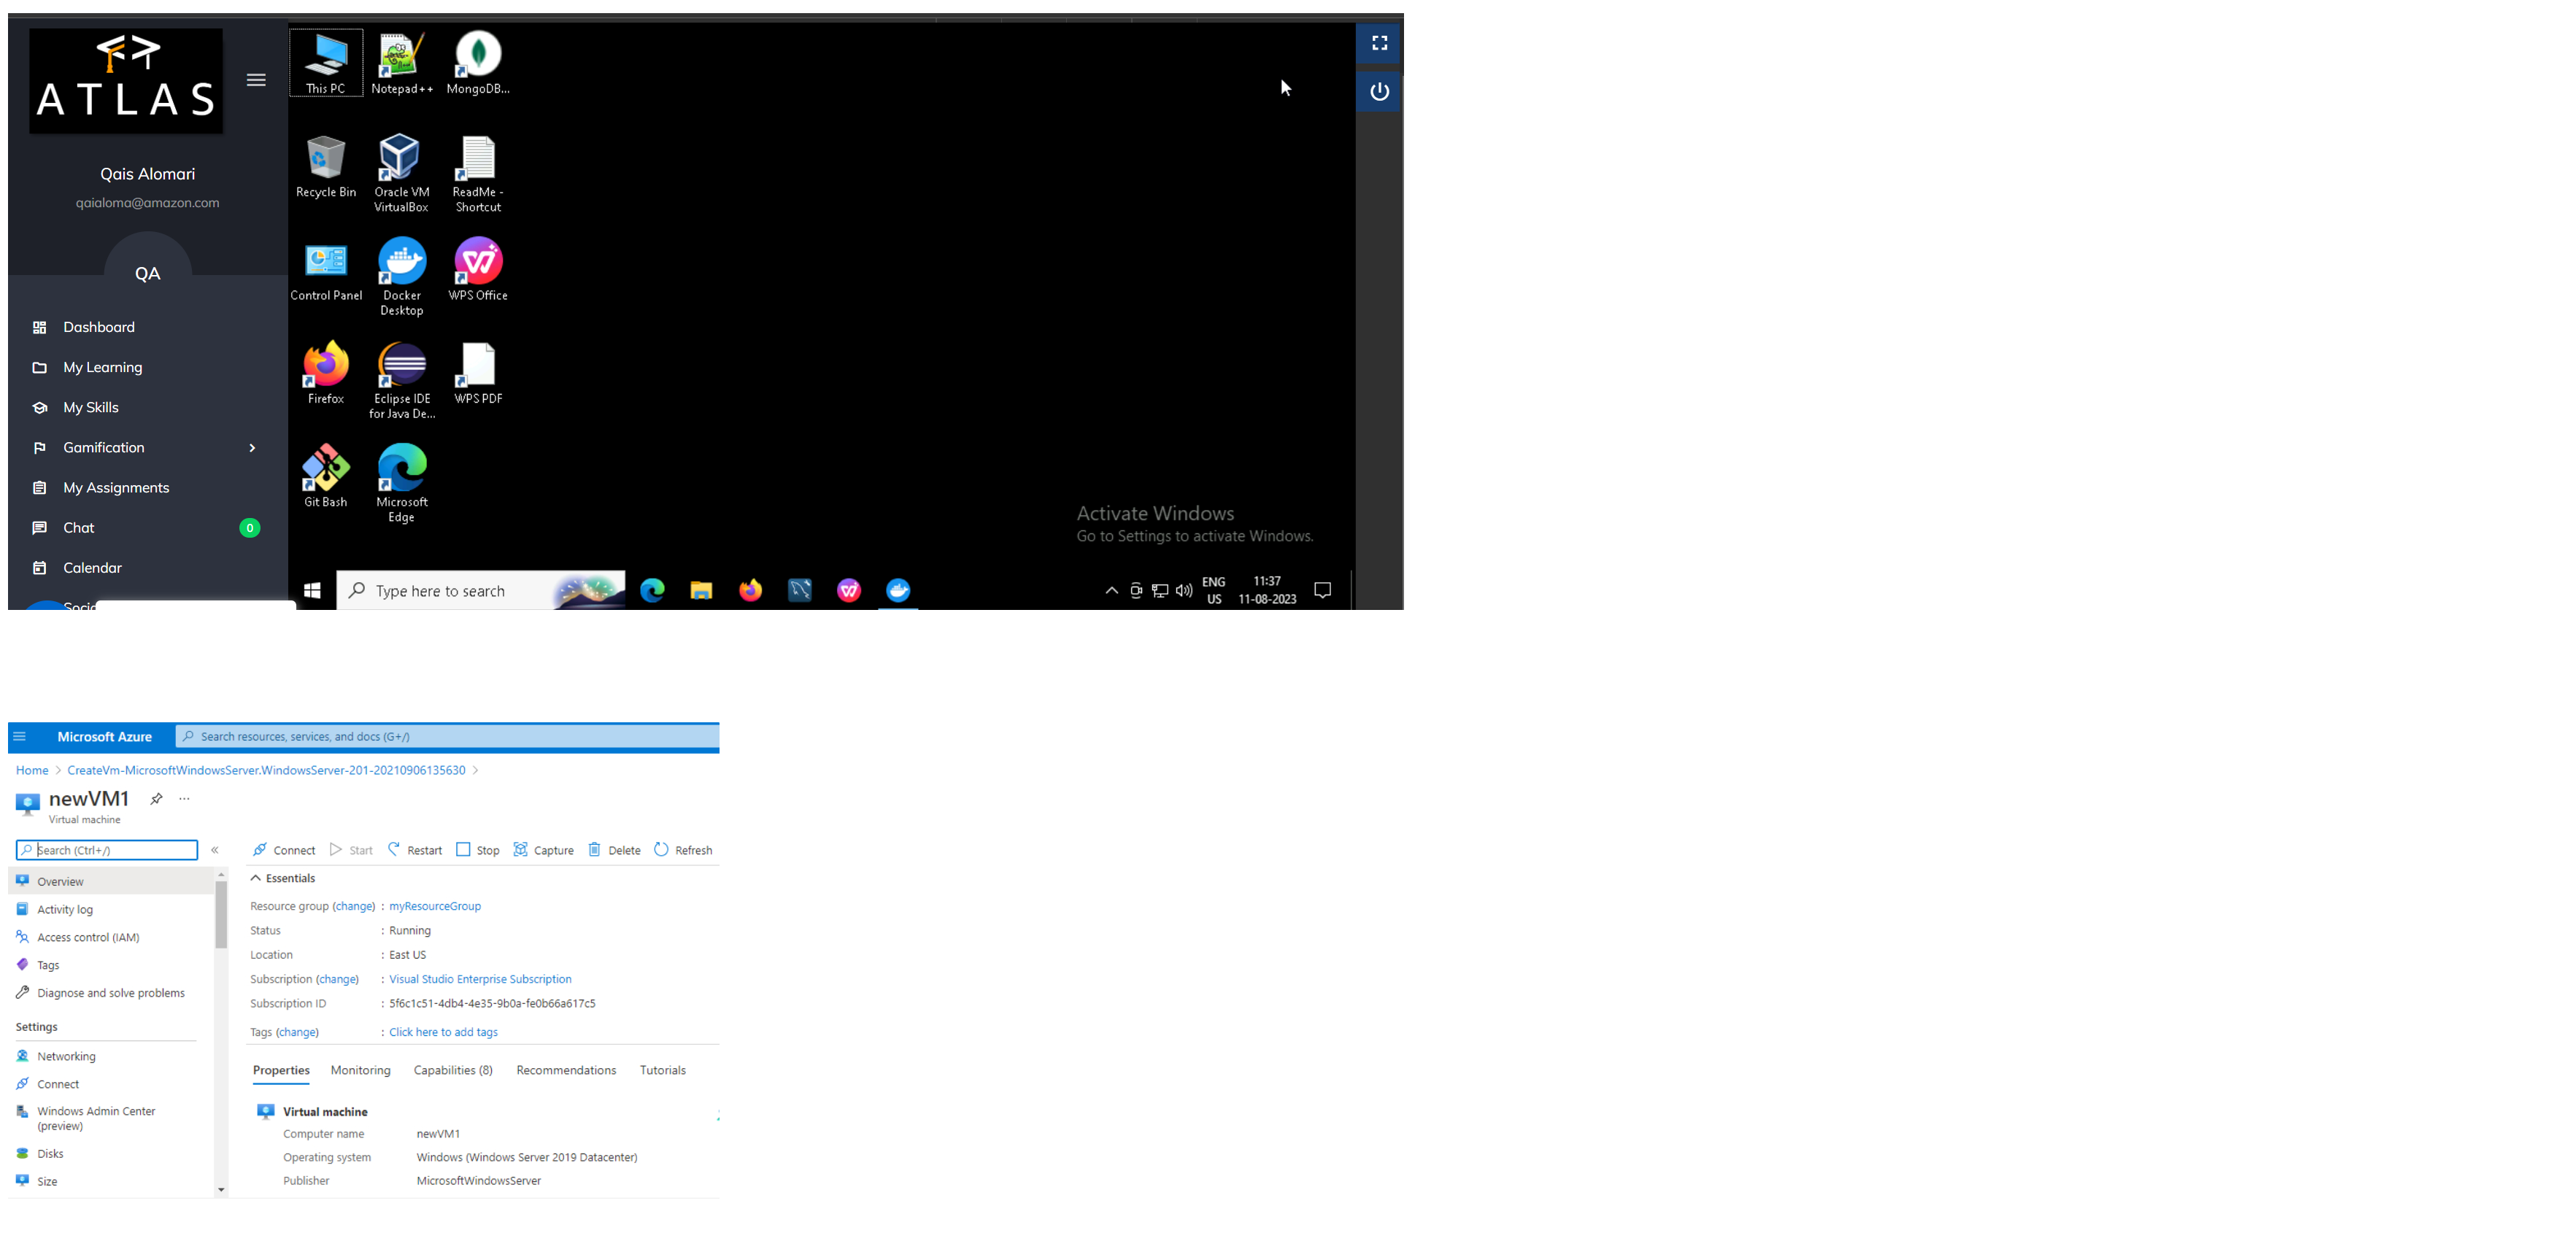 ATLAS
Qais Alomari
qaialoma@amazon.com
QA
Dashboard
My Learning
My Skills
Gamification
My Assignments
Chat 0
Calendar
This PC
Notepad++
MongoDB...
Recycle Bin
Oracle VM
VirtualBox
ReadMe -
Shortcut
Control Panel
Docker
Desktop
WPS Office
Firefox
Eclipse IDE
for Java De...
WPS PDF
Git Bash
Microsoft
Edge
Activate Windows
Go to Settings to activate Windows.
Type here to search
ENG
US
11:37
11-08-2023
Microsoft Azure
Search resources, services, and docs (G+/)
Home > CreateVm-MicrosoftWindowsServer.WindowsServer-201-20210906135630 >
newVM1 ...
Virtual machine
Search (Ctrl+/) «
Overview
Activity log
Access control (IAM)
Tags
Diagnose and solve problems
Settings
Networking
Connect
Windows Admin Center
(preview)
Disks
Size
Connect Start Restart Stop Capture Delete Refresh
Essentials
Resource group (change) : myResourceGroup
Status : Running
Location : East US
Subscription (change) : Visual Studio Enterprise Subscription
Subscription ID : 5f6c1c51-4db4-4e35-9b0a-fe0b66a617c5
Tags (change) : Click here to add tags
Properties Monitoring Capabilities (8) Recommendations Tutorials
Virtual machine
Computer name newVM1
Operating system Windows (Windows Server 2019 Datacenter)
Publisher MicrosoftWindowsServer